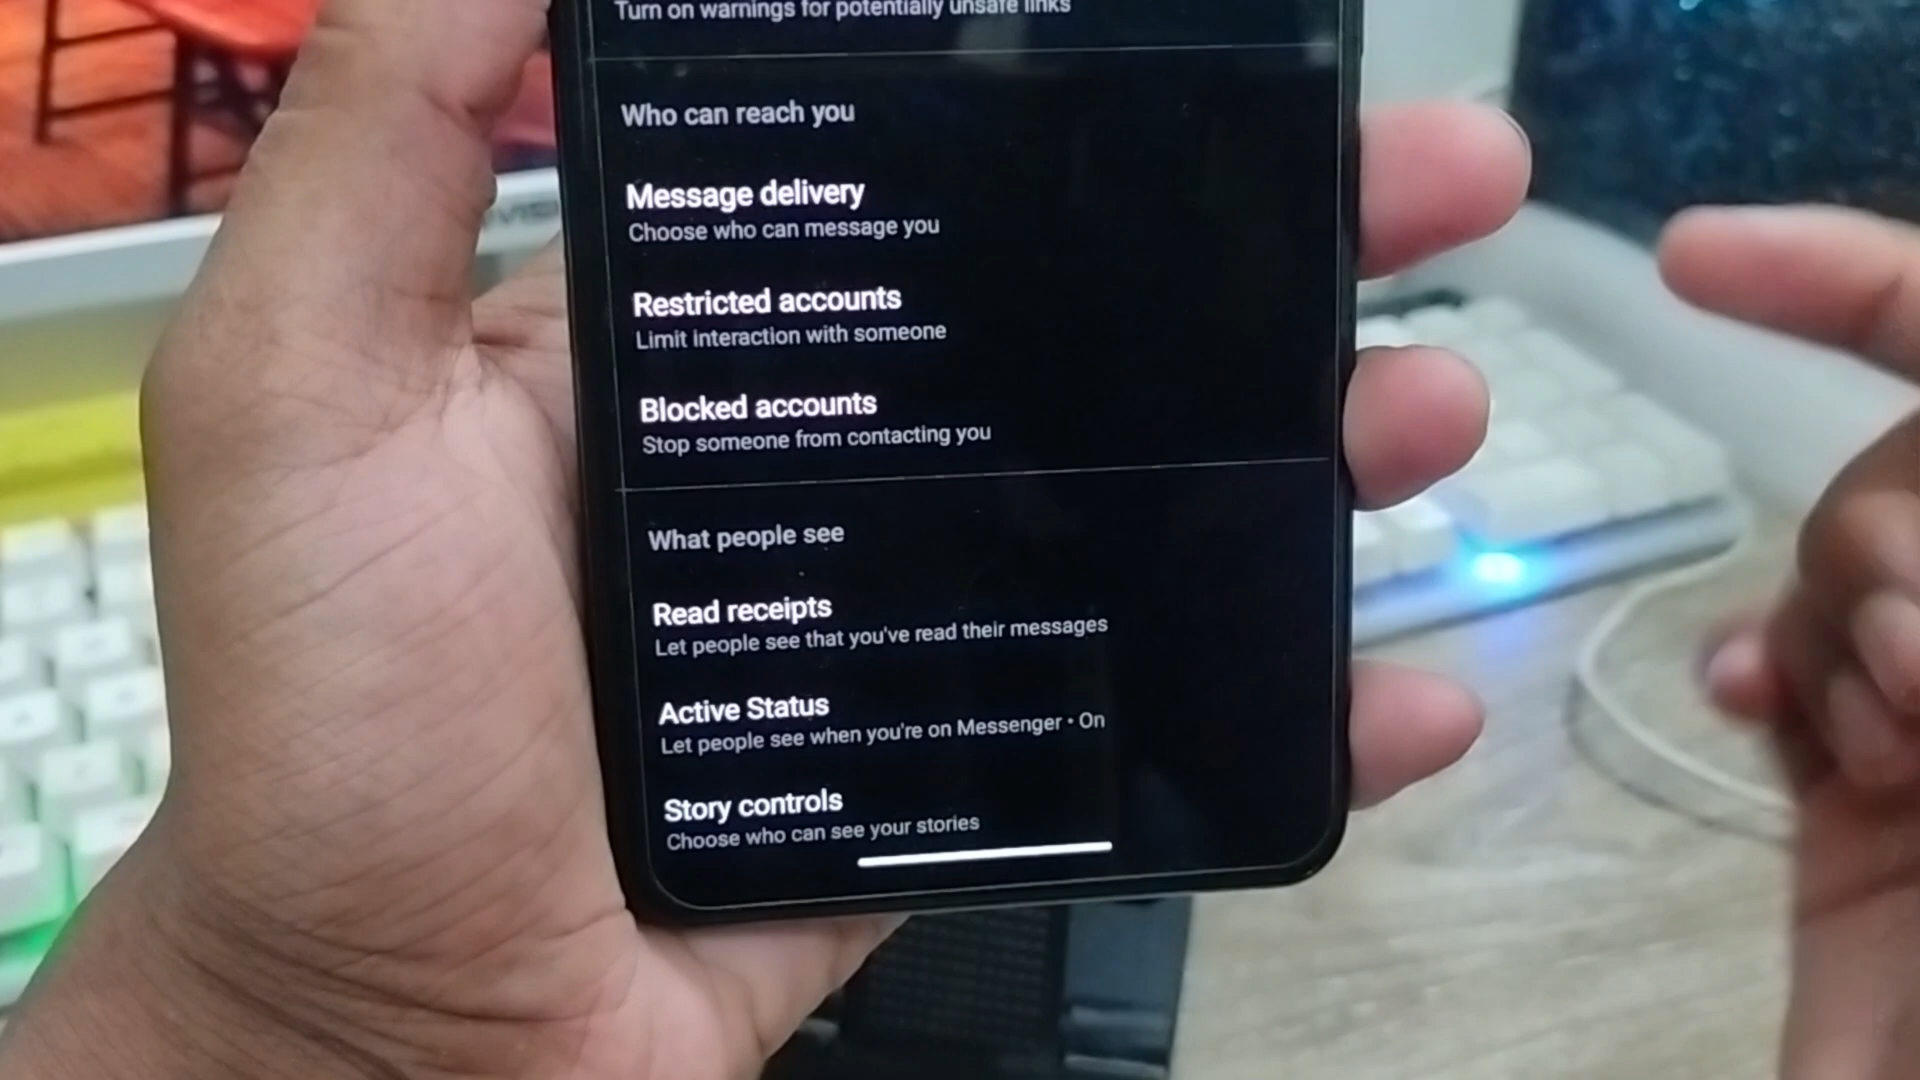 Turn on warnings for potentially unsafe links
Who can reach you
Message delivery
Choose who can message you
Restricted accounts
Limit interaction with someone
Blocked accounts
Stop someone from contacting you
What people see
Read receipts
Let people see that you've read their messages
Active Status
Let people see when you're on Messenger • On
Story controls
Choose who can see your stories